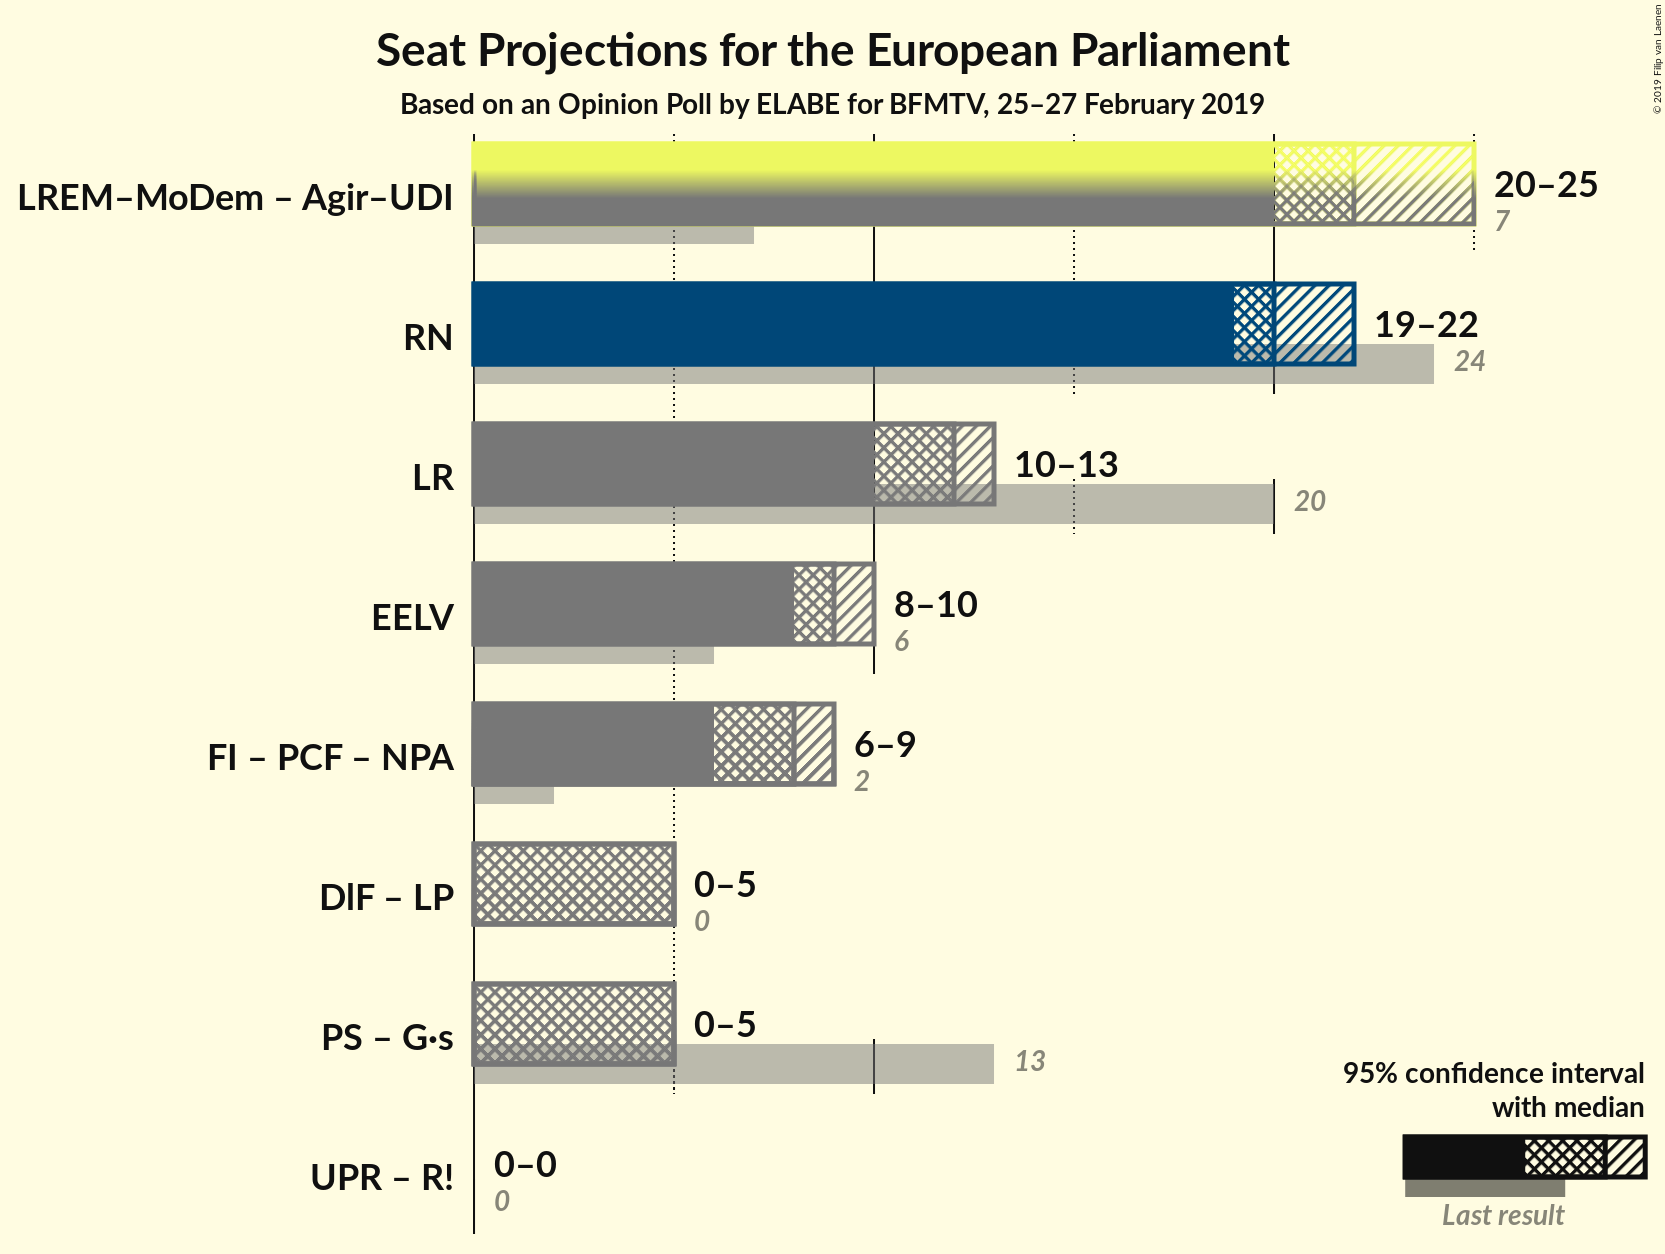 Seat Projections for the European Parliament
Based on an Opinion Poll by ELABE for BFMTV, 25–27 February 2019
© 2019 Filip van Laenen
LREM–MoDem – Agir–UDI
20–25
7
RN
19–22
24
LR
10–13
20
EELV
8–10
6
FI – PCF – NPA
6–9
2
DlF – LP
0–5
0
PS – G·s
0–5
13
UPR – R!
0–0
0
95% confidence interval
with median
Last result